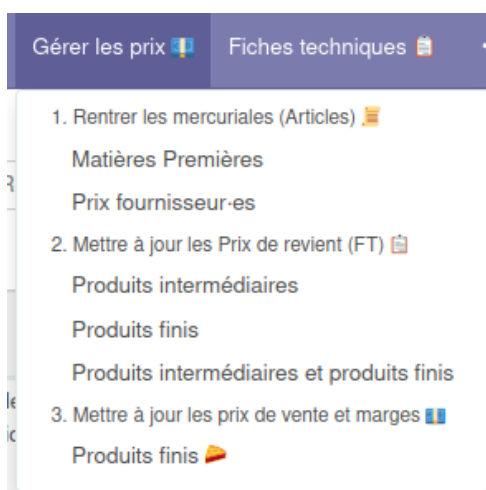 Gérer les prix 💶 Fiches techniques 📋
1. Rentrer les mercuriales (Articles) 📜
Matières Premières
Prix fournisseur·es
2. Mettre à jour les Prix de revient (FT) 📋
Produits intermédiaires
Produits finis
Produits intermédiaires et produits finis
3. Mettre à jour les prix de vente et marges 💶
Produits finis 🥧